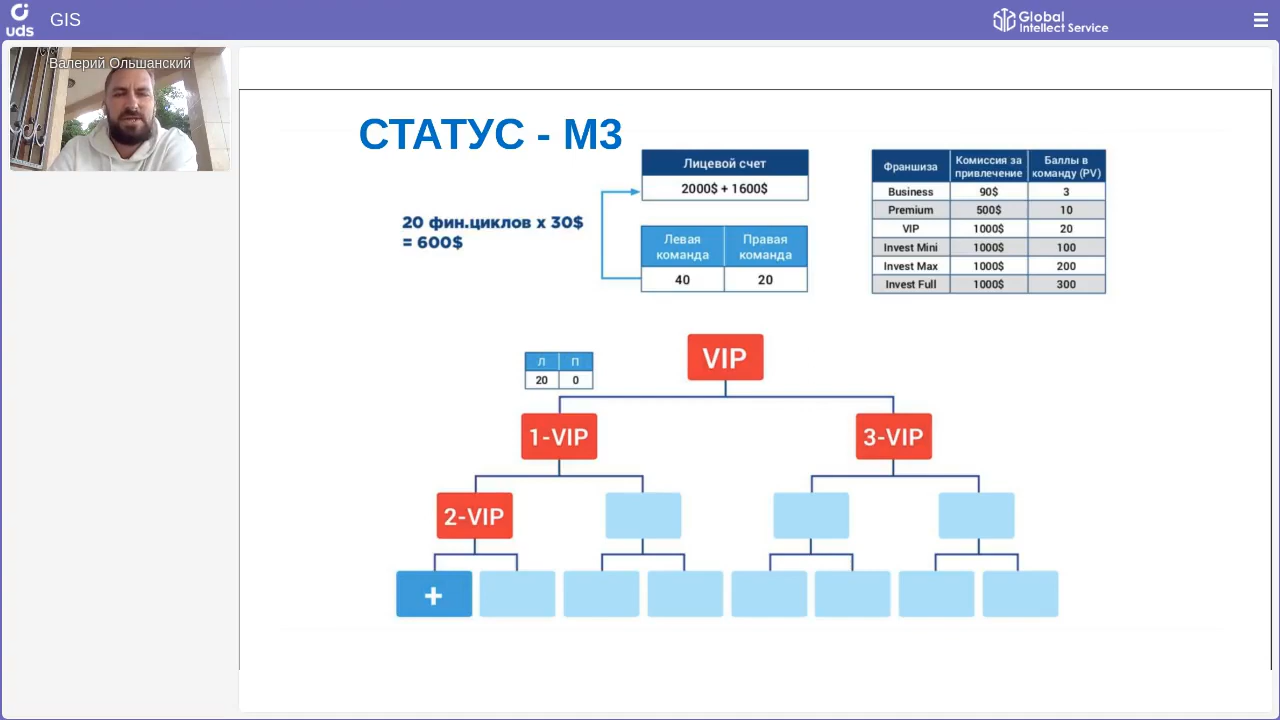 uds
GIS
Global
Intellect Service
Валерий Ольшанский
СТАТУС - М3
Лицевой счет
2000$ + 1600$
20 фин.циклов х 30$
= 600$
Левая команда
Правая команда
40
20
Франшиза
Комиссия за привлечение
Баллы в команду (PV)
Business 90$ 3
Premium 500$ 10
VIP 1000$ 20
Invest Mini 1000$ 100
Invest Max 1000$ 200
Invest Full 1000$ 300
VIP
Л П
20 0
1-VIP
3-VIP
2-VIP
+